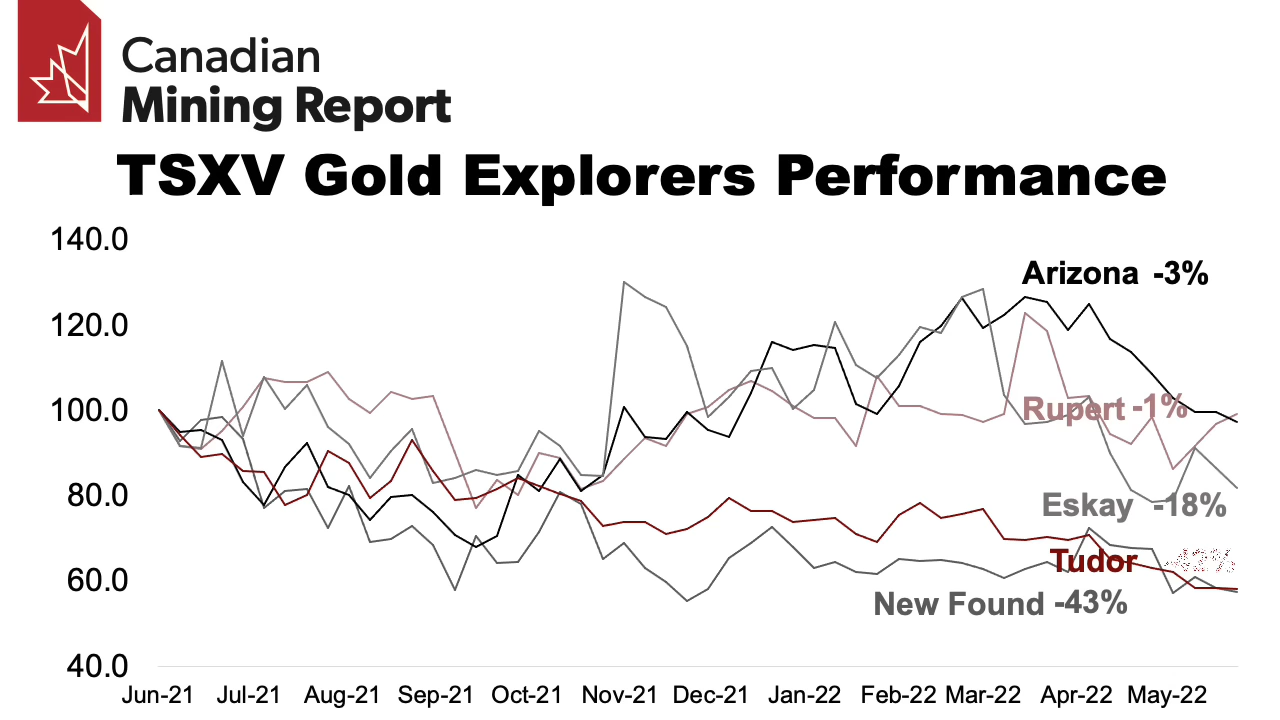 Canadian
Mining Report
TSXV Gold Explorers Performance
140.0
120.0
100.0
80.0
60.0
40.0
Arizona -3%
Rupert -1%
Eskay -18%
Tudor -42%
New Found -43%
Jun-21 Jul-21 Aug-21 Sep-21 Oct-21 Nov-21 Dec-21 Jan-22 Feb-22 Mar-22 Apr-22 May-22